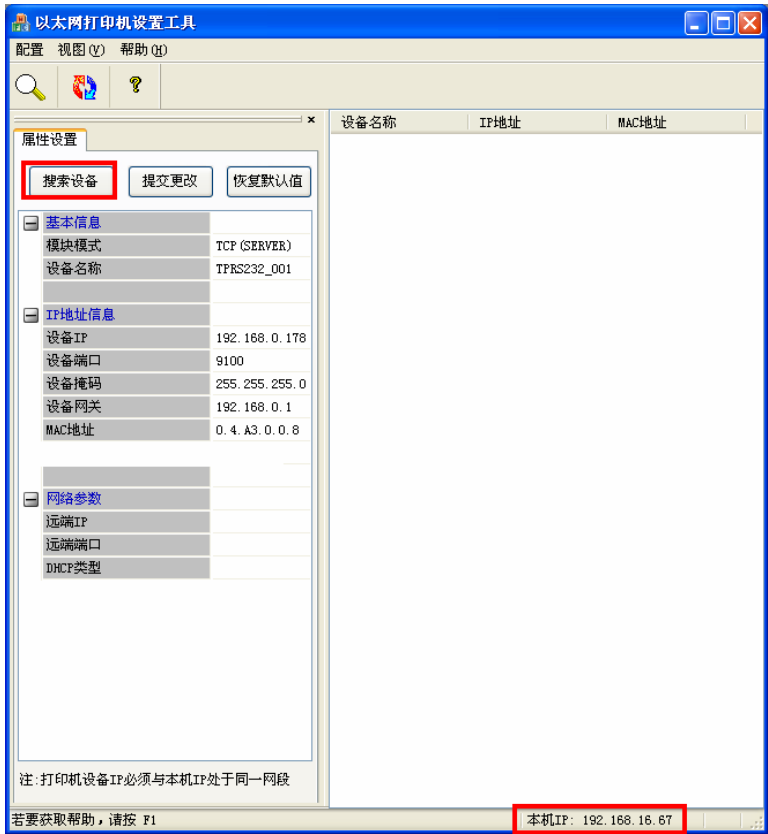 以太网打印机设置工具
配置 视图(V) 帮助(H)
属性设置
搜索设备 提交更改 恢复默认值
基本信息
模块模式 TCP(SERVER)
设备名称 TPRS232_001
IP地址信息
设备IP 192.168.0.178
设备端口 9100
设备掩码 255.255.255.0
设备网关 192.168.0.1
MAC地址 0.4.A3.0.0.8
网络参数
远端IP
远端端口
DHCP类型
注:打印机设备IP必须与本机IP处于同一网段
设备名称 IP地址 MAC地址
若要获取帮助，请按 F1
本机IP: 192.168.16.67